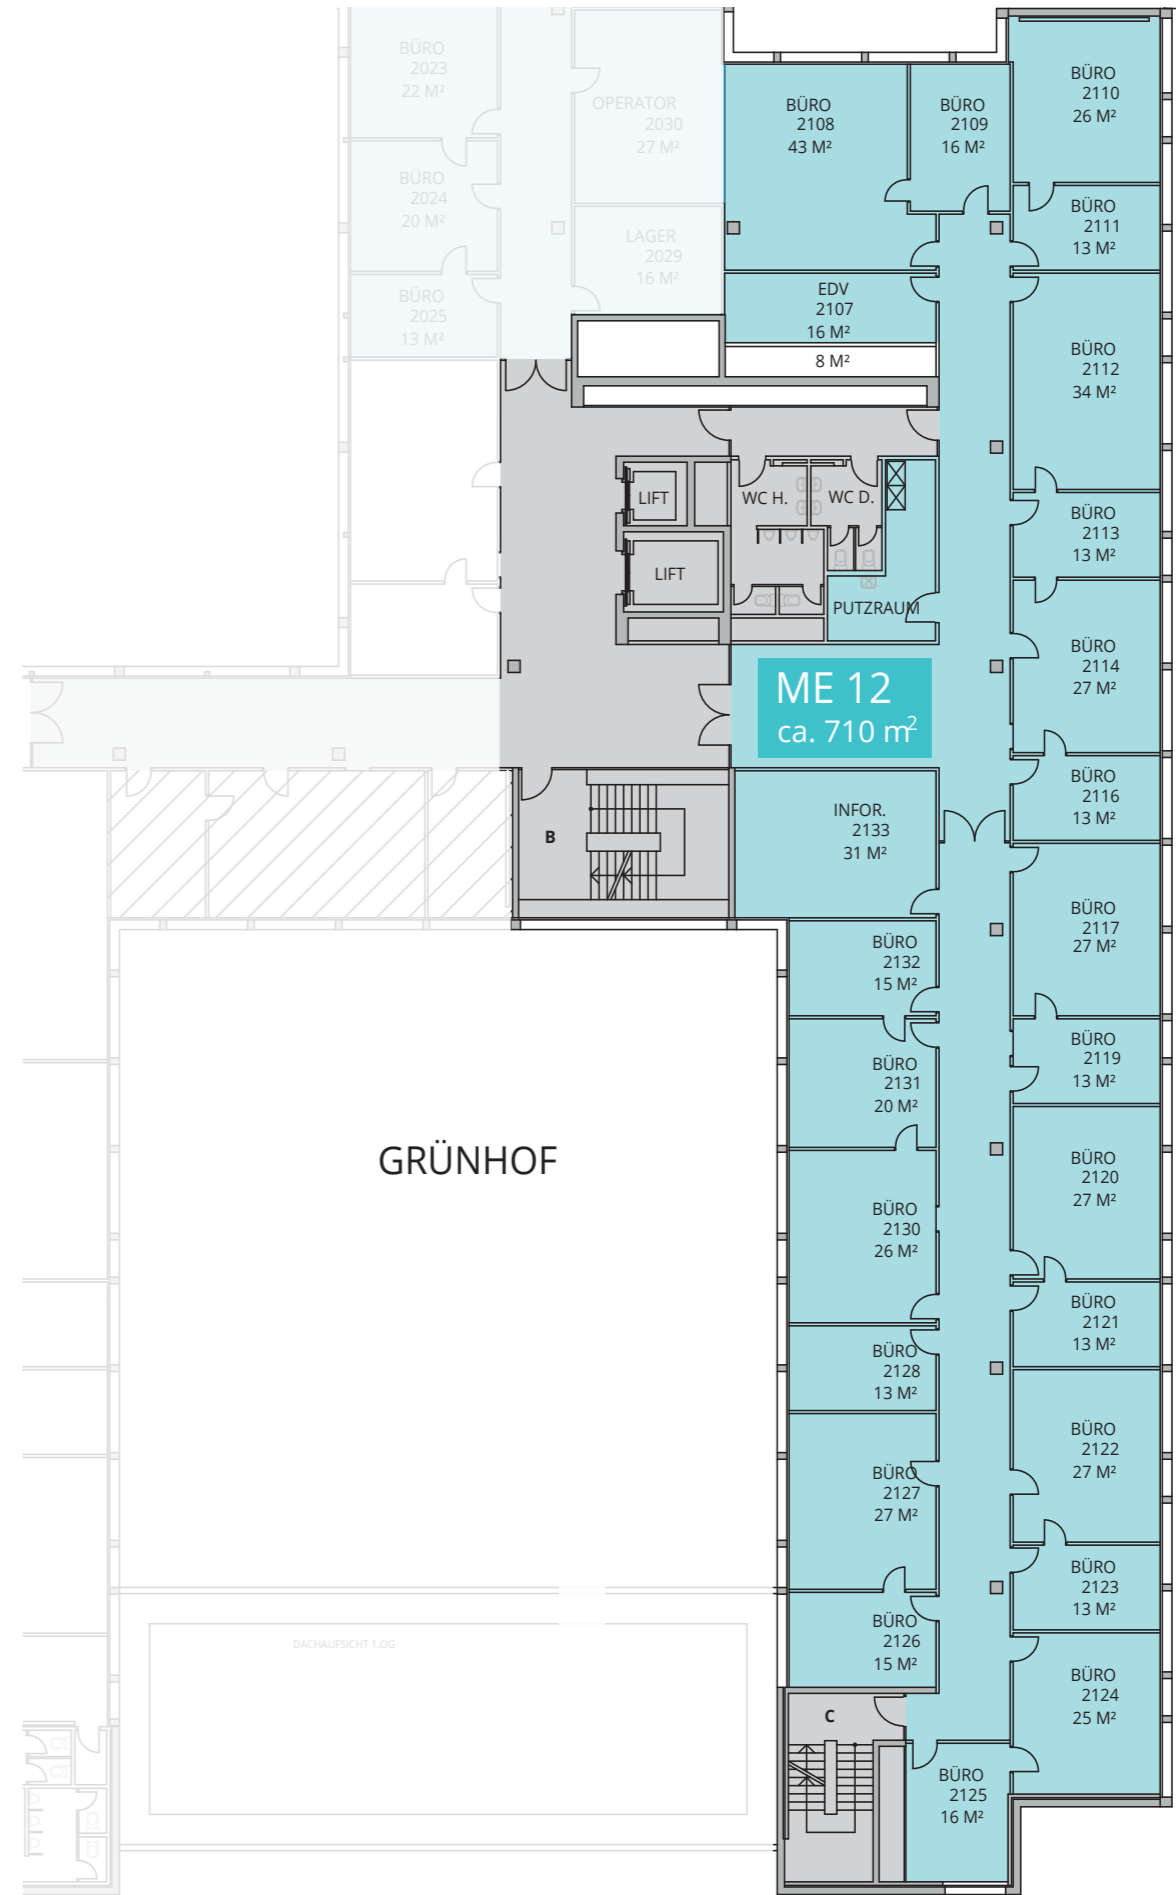 BÜRO
2023
22 M²
OPERATOR
2030
27 M²
BÜRO
2024
20 M²
LAGER
2029
16 M²
BÜRO
2025
13 M²
BÜRO
2108
43 M²
BÜRO
2109
16 M²
BÜRO
2110
26 M²
BÜRO
2111
13 M²
EDV
2107
16 M²
8 M²
BÜRO
2112
34 M²
LIFT
WC H.
WC D.
BÜRO
2113
13 M²
LIFT
PUTZRAUM
BÜRO
2114
27 M²
ME 12
ca. 710 m²
BÜRO
2116
13 M²
B
INFOR.
2133
31 M²
BÜRO
2117
27 M²
BÜRO
2132
15 M²
BÜRO
2119
13 M²
BÜRO
2131
20 M²
GRÜNHOF
BÜRO
2120
27 M²
BÜRO
2130
26 M²
BÜRO
2121
13 M²
BÜRO
2128
13 M²
BÜRO
2122
27 M²
BÜRO
2127
27 M²
BÜRO
2123
13 M²
BÜRO
2126
15 M²
DACHAUFSICHT 1.OG
BÜRO
2124
25 M²
C
BÜRO
2125
16 M²